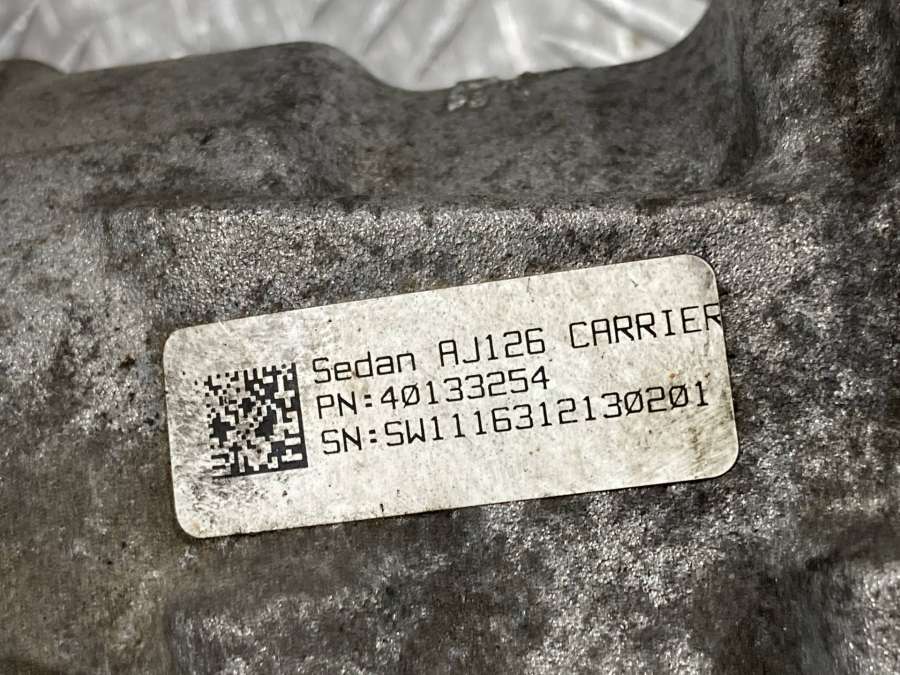 Sedan AJ126 CARRIER
PN:40133254
SN:SW1116312130201